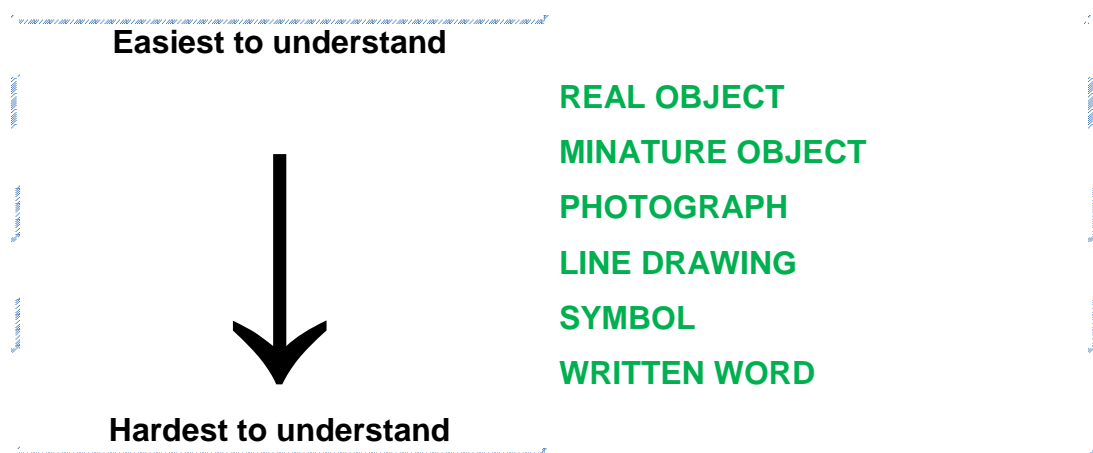 Easiest to understand
REAL OBJECT
MINATURE OBJECT
PHOTOGRAPH
LINE DRAWING
SYMBOL
WRITTEN WORD
Hardest to understand